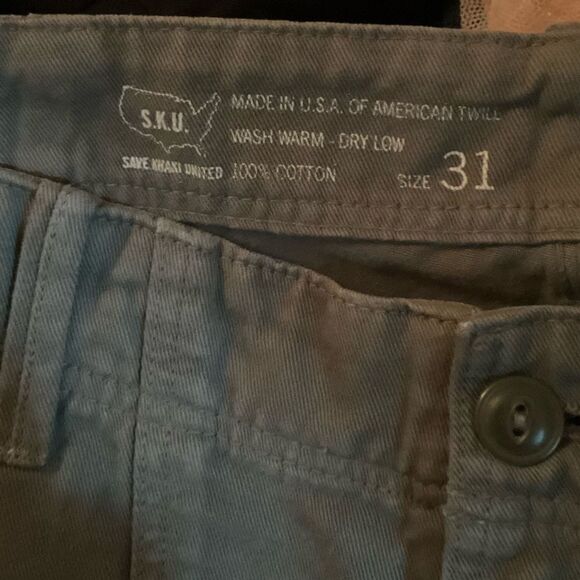 S.K.U.
SAVE KHAKI UNITED
MADE IN U.S.A. OF AMERICAN TWILL
WASH WARM - DRY LOW
100% COTTON
SIZE 31